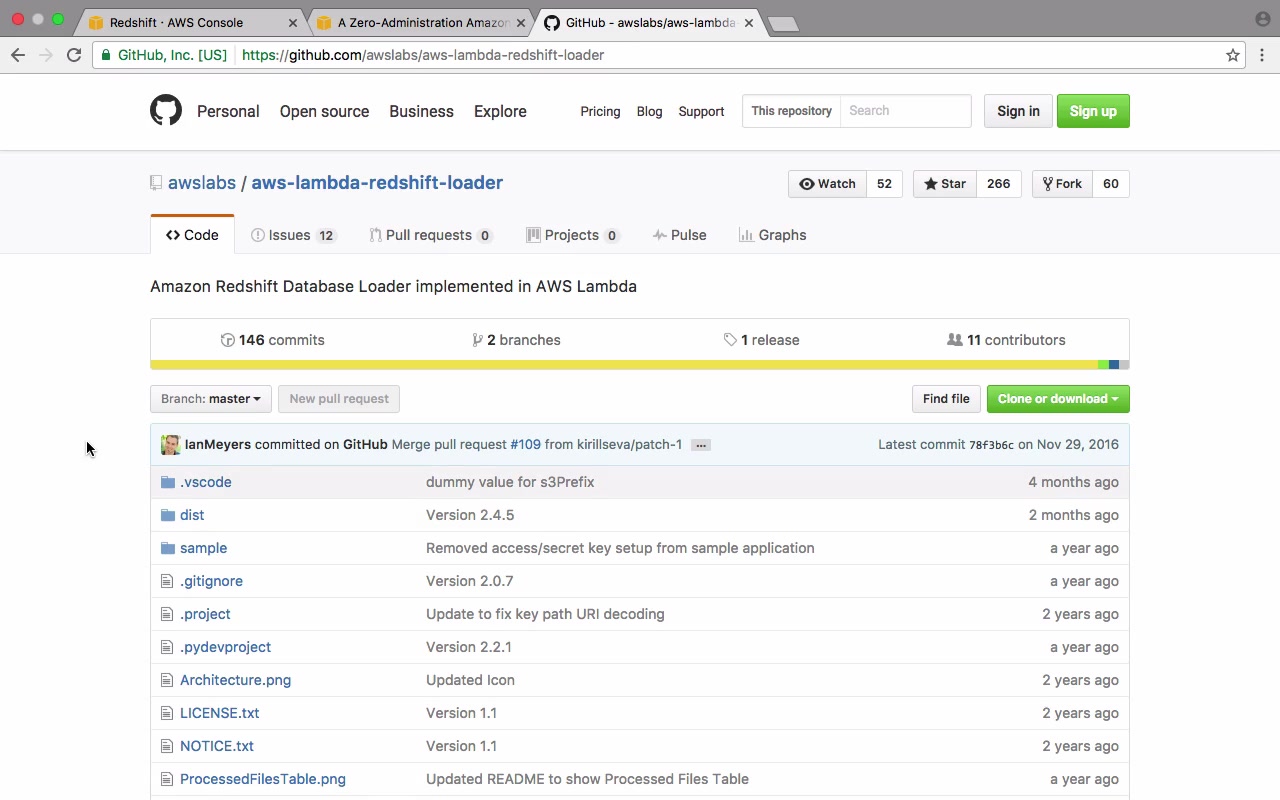 Redshift · AWS Console
A Zero-Administration Amazon
GitHub - awslabs/aws-lambda-
GitHub, Inc. [US] https://github.com/awslabs/aws-lambda-redshift-loader
Personal Open source Business Explore Pricing Blog Support This repository Search Sign in Sign up
awslabs / aws-lambda-redshift-loader Watch 52 Star 266 Fork 60
Code Issues 12 Pull requests 0 Projects 0 Pulse Graphs
Amazon Redshift Database Loader implemented in AWS Lambda
146 commits 2 branches 1 release 11 contributors
Branch: master New pull request Find file Clone or download
IanMeyers committed on GitHub Merge pull request #109 from kirillseva/patch-1 ... Latest commit 78f3b6c on Nov 29, 2016
.vscode dummy value for s3Prefix 4 months ago
dist Version 2.4.5 2 months ago
sample Removed access/secret key setup from sample application a year ago
.gitignore Version 2.0.7 a year ago
.project Update to fix key path URI decoding 2 years ago
.pydevproject Version 2.2.1 a year ago
Architecture.png Updated Icon 2 years ago
LICENSE.txt Version 1.1 2 years ago
NOTICE.txt Version 1.1 2 years ago
ProcessedFilesTable.png Updated README to show Processed Files Table a year ago